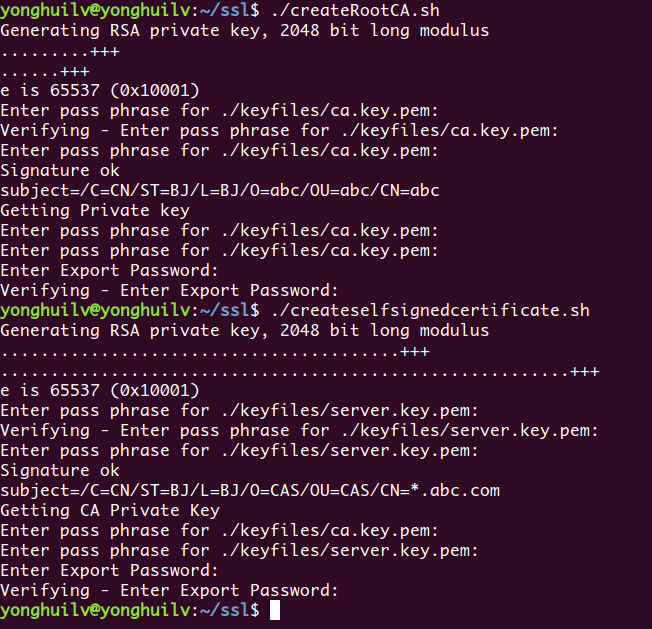 yonghuilv@yonghuilv:~/ssl$ ./createRootCA.sh
Generating RSA private key, 2048 bit long modulus
.........+++
......+++
e is 65537 (0x10001)
Enter pass phrase for ./keyfiles/ca.key.pem:
Verifying - Enter pass phrase for ./keyfiles/ca.key.pem:
Enter pass phrase for ./keyfiles/ca.key.pem:
Signature ok
subject=/C=CN/ST=BJ/L=BJ/O=abc/OU=abc/CN=abc
Getting Private key
Enter pass phrase for ./keyfiles/ca.key.pem:
Enter pass phrase for ./keyfiles/ca.key.pem:
Enter Export Password:
Verifying - Enter Export Password:
yonghuilv@yonghuilv:~/ssl$ ./createselfsignedcertificate.sh
Generating RSA private key, 2048 bit long modulus
........................................+++
.........................................................+++
e is 65537 (0x10001)
Enter pass phrase for ./keyfiles/server.key.pem:
Verifying - Enter pass phrase for ./keyfiles/server.key.pem:
Enter pass phrase for ./keyfiles/server.key.pem:
Signature ok
subject=/C=CN/ST=BJ/L=BJ/O=CAS/OU=CAS/CN=*.abc.com
Getting CA Private Key
Enter pass phrase for ./keyfiles/ca.key.pem:
Enter pass phrase for ./keyfiles/server.key.pem:
Enter Export Password:
Verifying - Enter Export Password:
yonghuilv@yonghuilv:~/ssl$